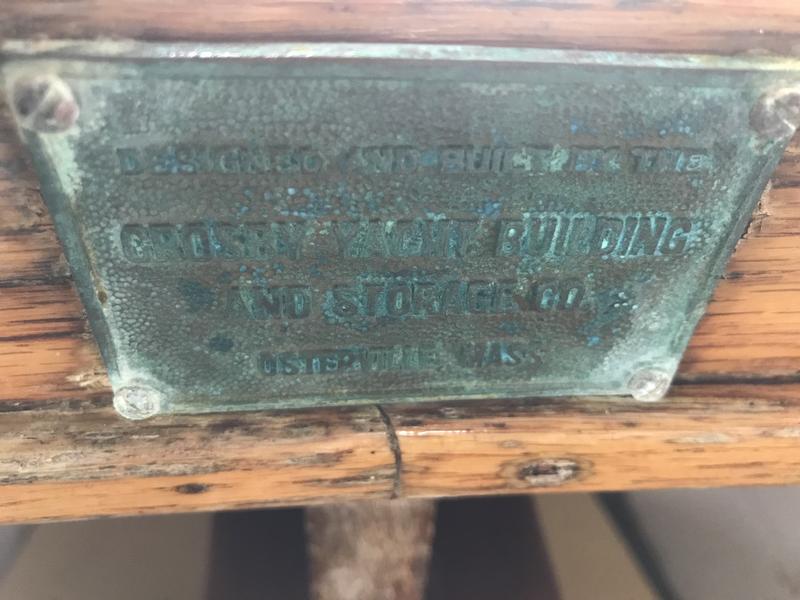 DESIGNED AND BUILT BY THE
CROSBY YACHT BUILDING
AND STORAGE CO.
OSTERVILLE MASS.